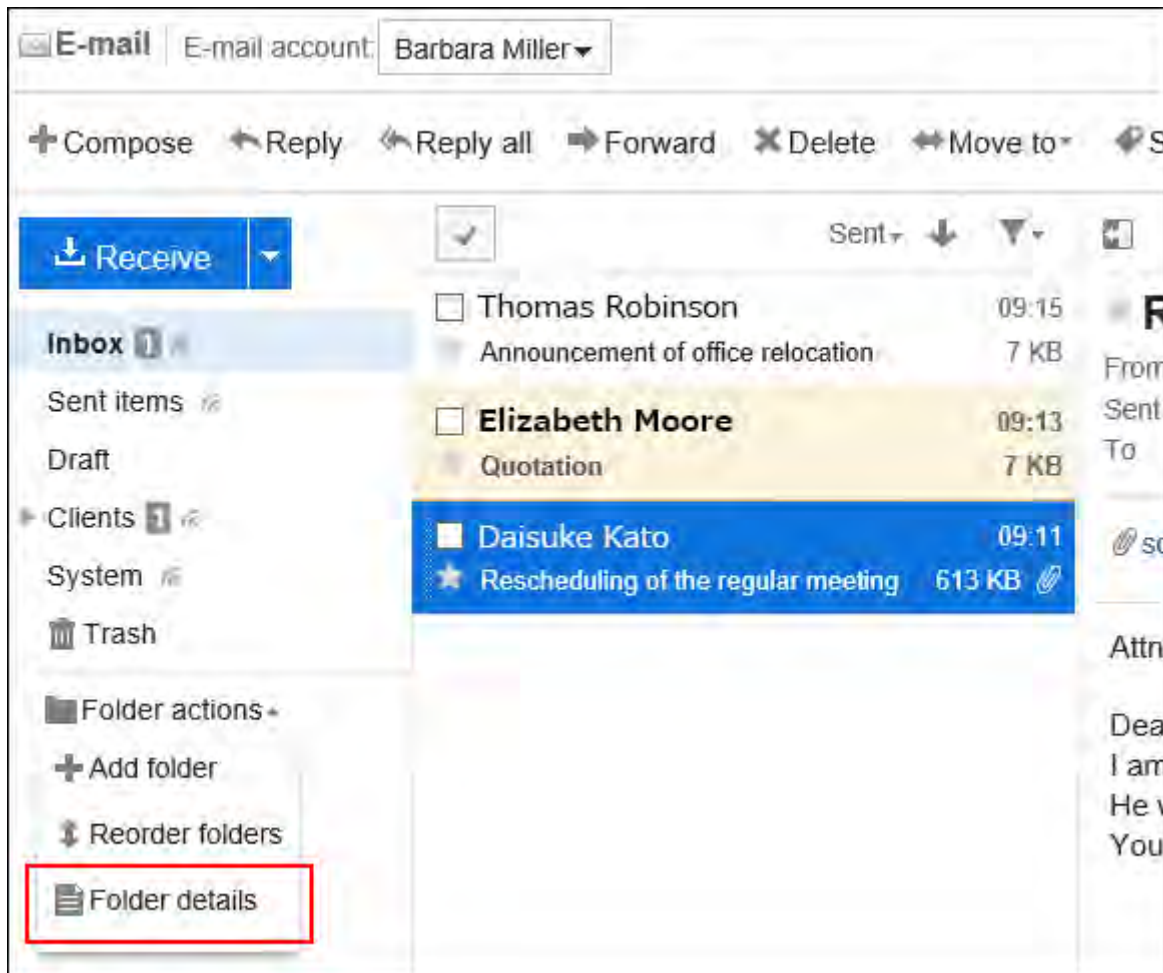 E-mail E-mail account: Barbara Miller
Compose Reply Reply all Forward Delete Move to
Receive
Sent
Inbox 1
Sent items
Draft
Clients 1
System
Trash
Folder actions
Add folder
Reorder folders
Folder details
Thomas Robinson 09:15
Announcement of office relocation 7 KB
Elizabeth Moore 09:13
Quotation 7 KB
Daisuke Kato 09:11
Rescheduling of the regular meeting 613 KB
From
Sent
To
Attn
Dea
I am
He
You